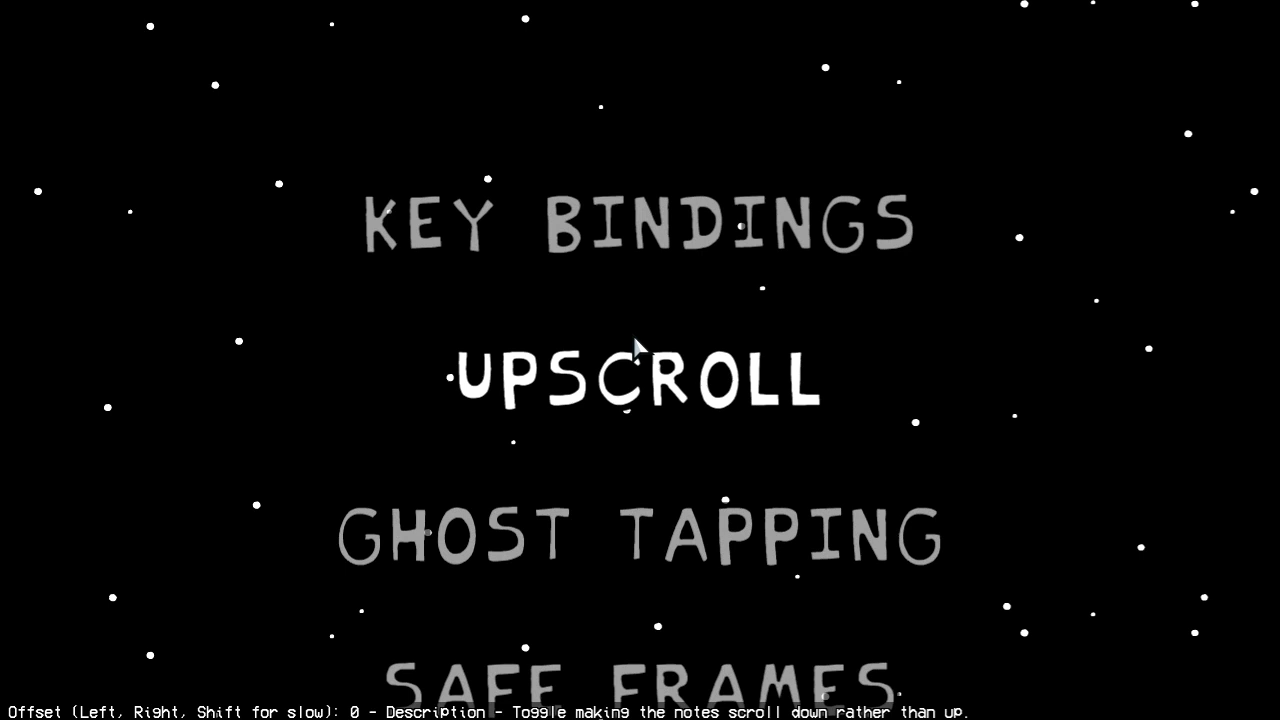 KEY BINDINGS
UPSCROLL
GHOST TAPPING
SAFE FRAMES
Offset (Left, Right, Shift for slow): 0 - Description - Toggle making the notes scroll down rather than up.